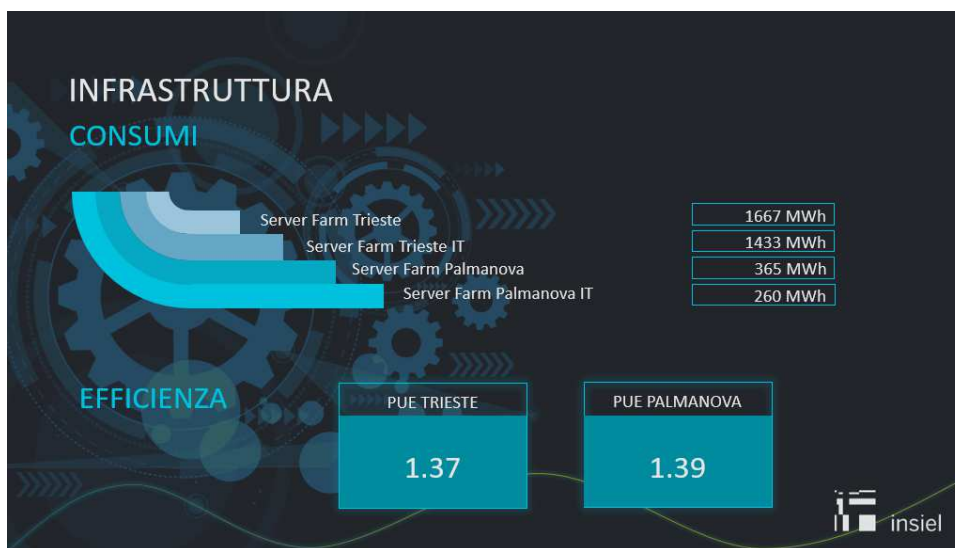 INFRASTRUTTURA
CONSUMI
Server Farm Trieste 1667 MWh
Server Farm Trieste IT 1433 MWh
Server Farm Palmanova 365 MWh
Server Farm Palmanova IT 260 MWh
EFFICIENZA
PUE TRIESTE PUE PALMANOVA
1.37 1.39
insiel